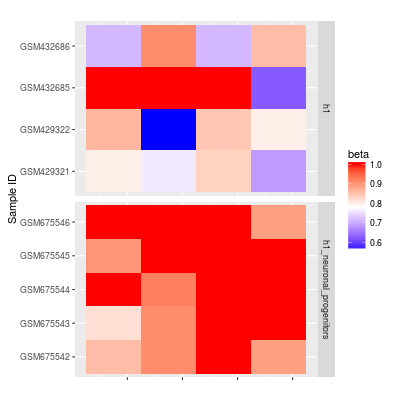 Sample ID
GSM432686
GSM432685
GSM429322
GSM429321
h1
GSM675546
GSM675545
GSM675544
GSM675543
GSM675542
h1_neuronal_progenitors
beta
1.0
0.9
0.8
0.7
0.6